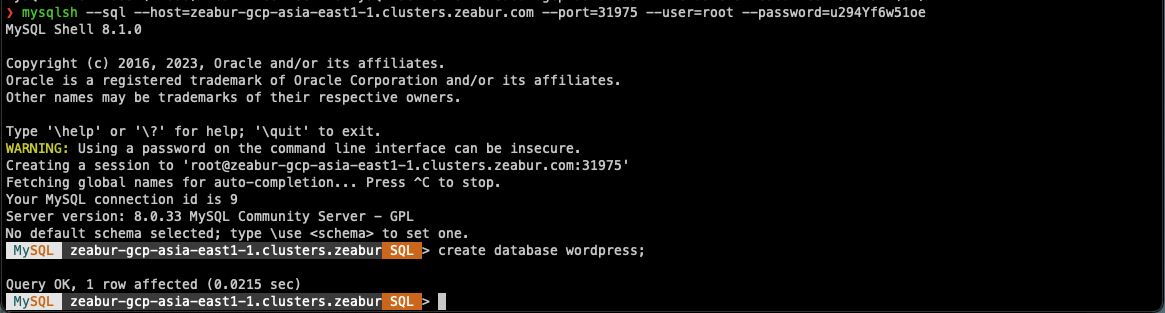 ❯ mysqlsh --sql --host=zeabur-gcp-asia-east1-1.clusters.zeabur.com --port=31975 --user=root --password=u294Yf6w51oe
MySQL Shell 8.1.0
Copyright (c) 2016, 2023, Oracle and/or its affiliates.
Oracle is a registered trademark of Oracle Corporation and/or its affiliates.
Other names may be trademarks of their respective owners.
Type '\help' or '\?' for help; '\quit' to exit.
WARNING: Using a password on the command line interface can be insecure.
Creating a session to 'root@zeabur-gcp-asia-east1-1.clusters.zeabur.com:31975'
Fetching global names for auto-completion... Press ^C to stop.
Your MySQL connection id is 9
Server version: 8.0.33 MySQL Community Server - GPL
No default schema selected; type \use <schema> to set one.
MySQL zeabur-gcp-asia-east1-1.clusters.zeabur SQL > create database wordpress;
Query OK, 1 row affected (0.0215 sec)
MySQL zeabur-gcp-asia-east1-1.clusters.zeabur SQL >